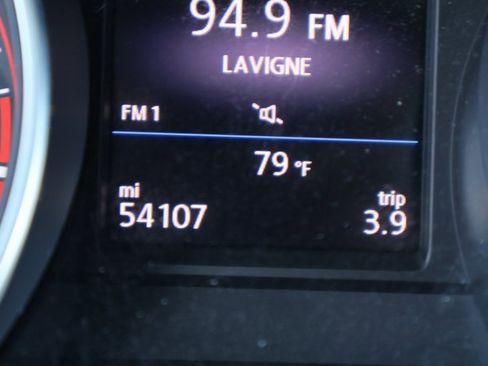 94.9 FM
LAVIGNE
FM 1
79 °F
mi trip
54107 3.9